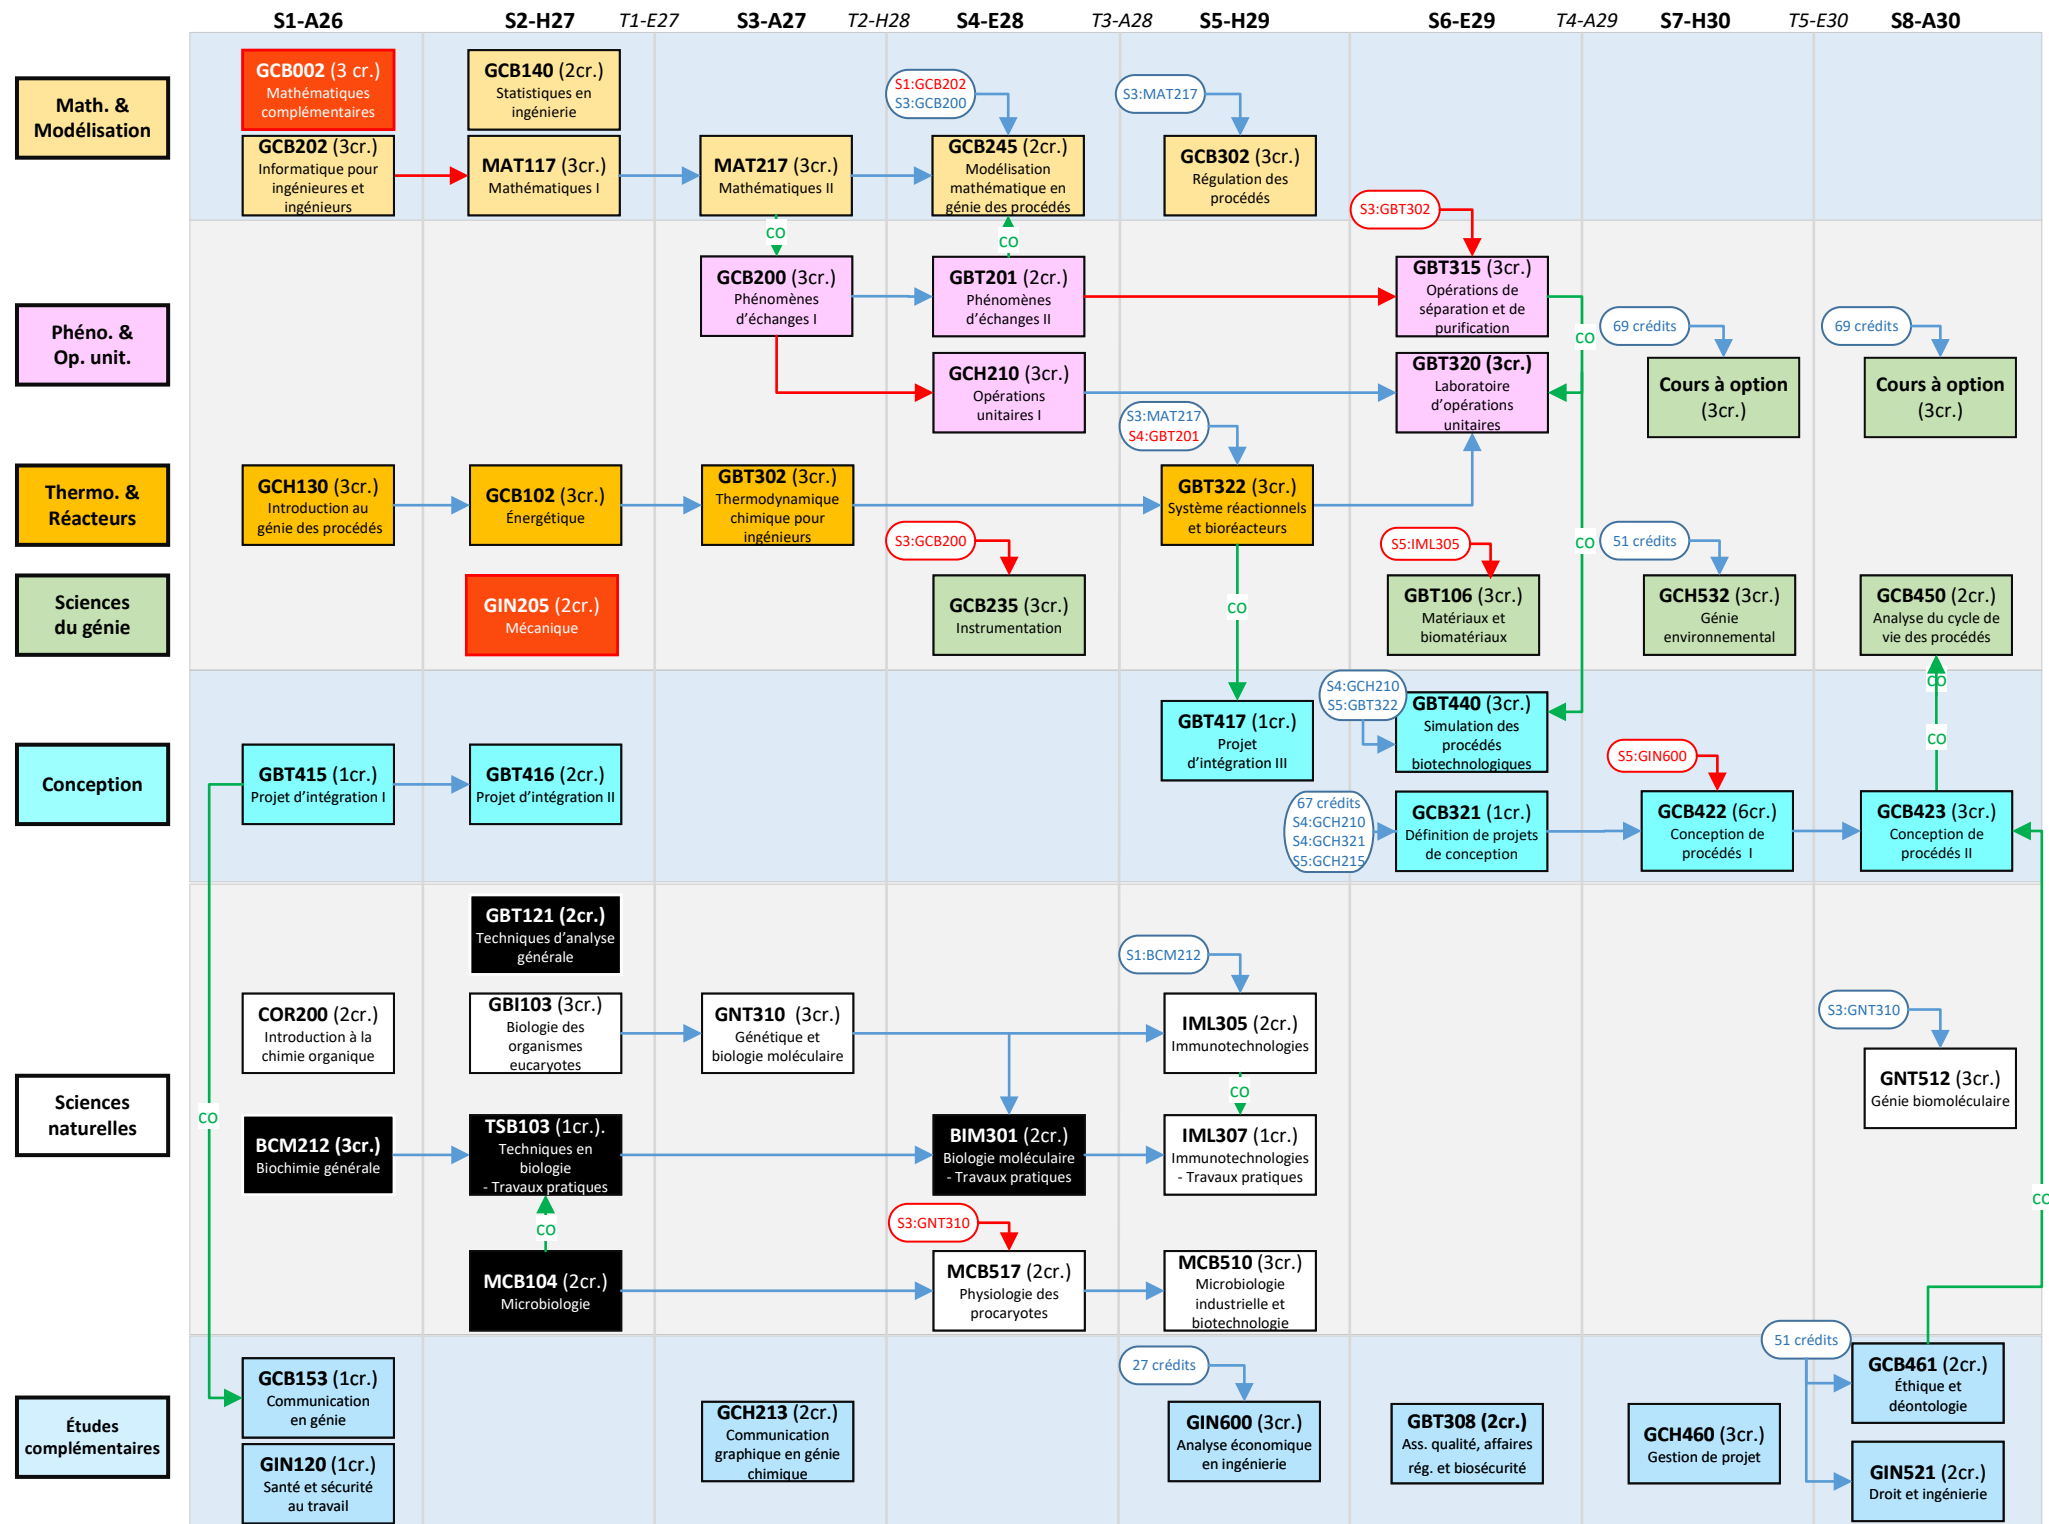 S1-A26 S2-H27 T1-E27 S3-A27 T2-H28 S4-E28 T3-A28 S5-H29 S6-E29 T4-A29 S7-H30 T5-E30 S8-A30
Math. &
Modélisation
GCB002 (3 cr.)
Mathématiques
complémentaires
GCB202 (3cr.)
Informatique pour
ingénieures et
ingénieurs
GCB140 (2cr.)
Statistiques en
ingénierie
MAT117 (3cr.)
Mathématiques I
MAT217 (3cr.)
Mathématiques II
S1:GCB202
S3:GCB200
GCB245 (2cr.)
Modélisation
mathématique en
génie des procédés
S3:MAT217
GCB302 (3cr.)
Régulation des
procédés
S3:GBT302
CO
CO
Phéno. &
Op. unit.
GCB200 (3cr.)
Phénomènes
d'échanges I
GBT201 (2cr.)
Phénomènes
d'échanges II
GCH210 (3cr.)
Opérations
unitaires I
GBT315 (3cr.)
Opérations de
séparation et de
purification
GBT320 (3cr.)
Laboratoire
d'opérations
unitaires
CO
69 crédits
Cours à option
(3cr.)
69 crédits
Cours à option
(3cr.)
S3:MAT217
S4:GBT201
Thermo. &
Réacteurs
GCH130 (3cr.)
Introduction au
génie des procédés
GCB102 (3cr.)
Énergétique
GBT302 (3cr.)
Thermodynamique
chimique pour
ingénieurs
GBT322 (3cr.)
Système réactionnels
et bioréacteurs
S3:GCB200
S5:IML305
CO
51 crédits
Sciences
du génie
GIN205 (2cr.)
Mécanique
GCB235 (3cr.)
Instrumentation
CO
GBT106 (3cr.)
Matériaux et
biomatériaux
GCH532 (3cr.)
Génie
environnemental
GCB450 (2cr.)
Analyse du cycle de
vie des procédés
CO
CO
Conception
GBT415 (1cr.)
Projet d'intégration I
GBT416 (2cr.)
Projet d'intégration II
GBT417 (1cr.)
Projet
d'intégration III
S4:GCH210
S5:GBT322
GBT440 (3cr.)
Simulation des
procédés
biotechnologiques
67 crédits
S4:GCH210
S4:GCH321
S5:GCH215
GCB321 (1cr.)
Définition de projets
de conception
S5:GIN600
GCB422 (6cr.)
Conception de
procédés I
GCB423 (3cr.)
Conception de
procédés II
Sciences
naturelles
CO
COR200 (2cr.)
Introduction à la
chimie organique
BCM212 (3cr.)
Biochimie générale
GBT121 (2cr.)
Techniques d'analyse
générale
GBI103 (3cr.)
Biologie des
organismes
eucaryotes
TSB103 (1cr.).
Techniques en
biologie
- Travaux pratiques
CO
MCB104 (2cr.)
Microbiologie
GNT310 (3cr.)
Génétique et
biologie moléculaire
BIM301 (2cr.)
Biologie moléculaire
- Travaux pratiques
S3:GNT310
MCB517 (2cr.)
Physiologie des
procaryotes
S1:BCM212
IML305 (2cr.)
Immunotechnologies
CO
IML307 (1cr.)
Immunotechnologies
- Travaux pratiques
MCB510 (3cr.)
Microbiologie
industrielle et
biotechnologie
S3:GNT310
GNT512 (3cr.)
Génie biomoléculaire
CO
Études
complémentaires
GCB153 (1cr.)
Communication
en génie
GIN120 (1cr.)
Santé et sécurité
au travail
GCH213 (2cr.)
Communication
graphique en génie
chimique
27 crédits
GIN600 (3cr.)
Analyse économique
en ingénierie
GBT308 (2cr.)
Ass. qualité, affaires
rég. et biosécurité
GCH460 (3cr.)
Gestion de projet
51 crédits
GCB461 (2cr.)
Éthique et
déontologie
GIN521 (2cr.)
Droit et ingénierie